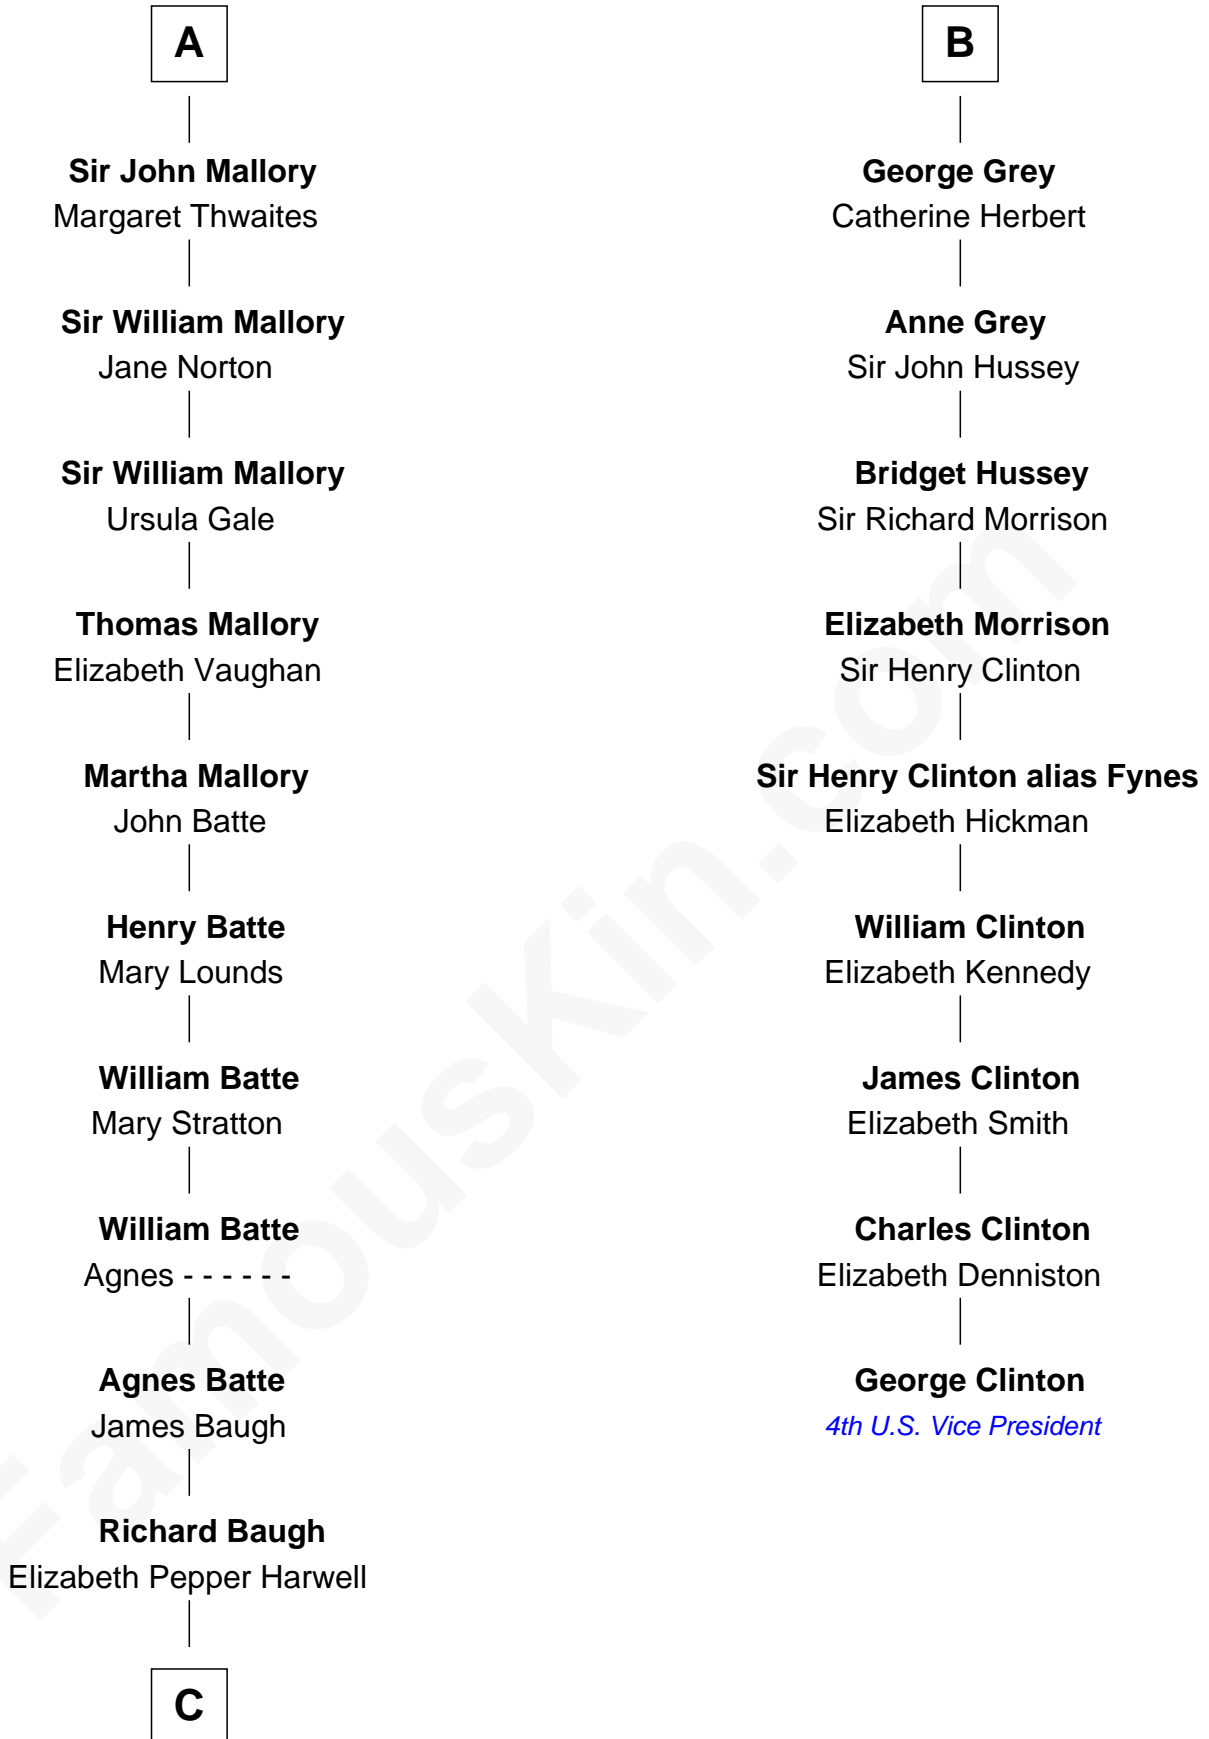 A
Sir John Mallory
Margaret Thwaites
Sir William Mallory
Jane Norton
Sir William Mallory
Ursula Gale
Thomas Mallory
Elizabeth Vaughan
Martha Mallory
John Batte
Henry Batte
Mary Lounds
William Batte
Mary Stratton
William Batte
Agnes - - - - - -
Agnes Batte
James Baugh
Richard Baugh
Elizabeth Pepper Harwell
C
B
George Grey
Catherine Herbert
Anne Grey
Sir John Hussey
Bridget Hussey
Sir Richard Morrison
Elizabeth Morrison
Sir Henry Clinton
Sir Henry Clinton alias Fynes
Elizabeth Hickman
William Clinton
Elizabeth Kennedy
James Clinton
Elizabeth Smith
Charles Clinton
Elizabeth Denniston
George Clinton
4th U.S. Vice President
FamousKin.com